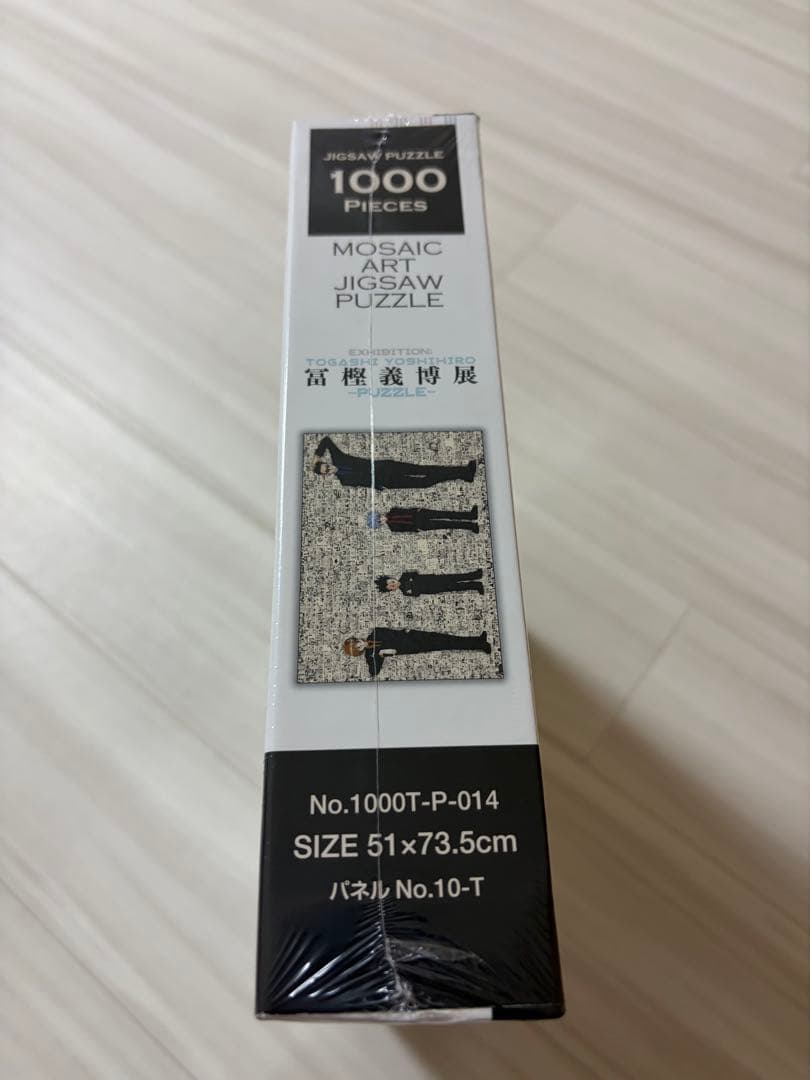 JIGSAW PUZZLE
1000
PIECES
MOSAIC
ART
JIGSAW
PUZZLE
EXHIBITION:
TOGASHI YOSHIHIRO
冨樫義博展
-PUZZLE-
No.1000T-P-014
SIZE 51×73.5cm
パネル No.10-T